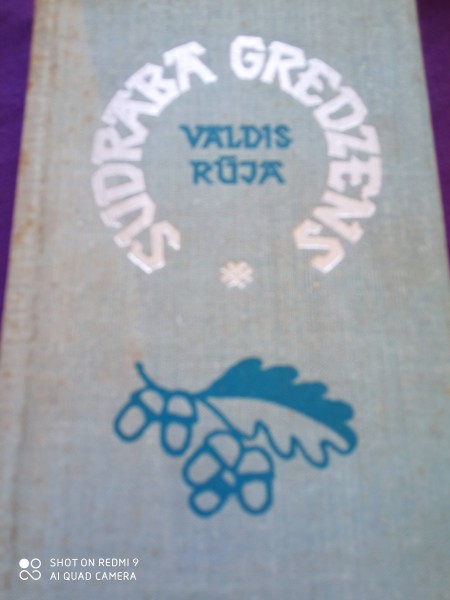 SUDRABA GREDZENS
VALDIS
RŪJA
SHOT ON REDMI 9
AI QUAD CAMERA